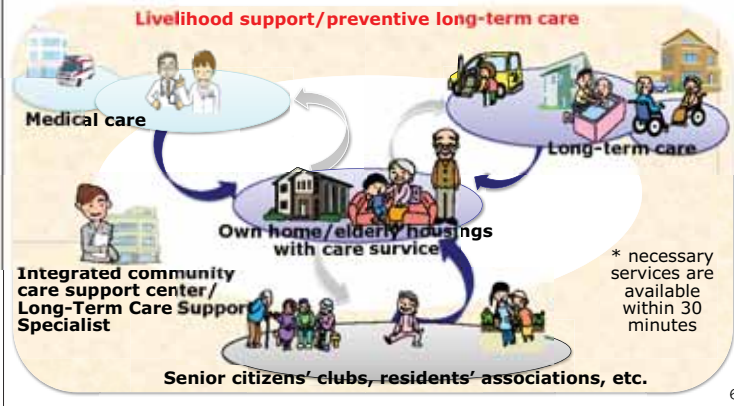 Livelihood support/preventive long-term care
Medical care
Long-term care
Own home/elderly housings
with care survice
Integrated community
care support center/
Long-Term Care Support
Specialist
* necessary
services are
available
within 30
minutes
Senior citizens' clubs, residents' associations, etc.
6